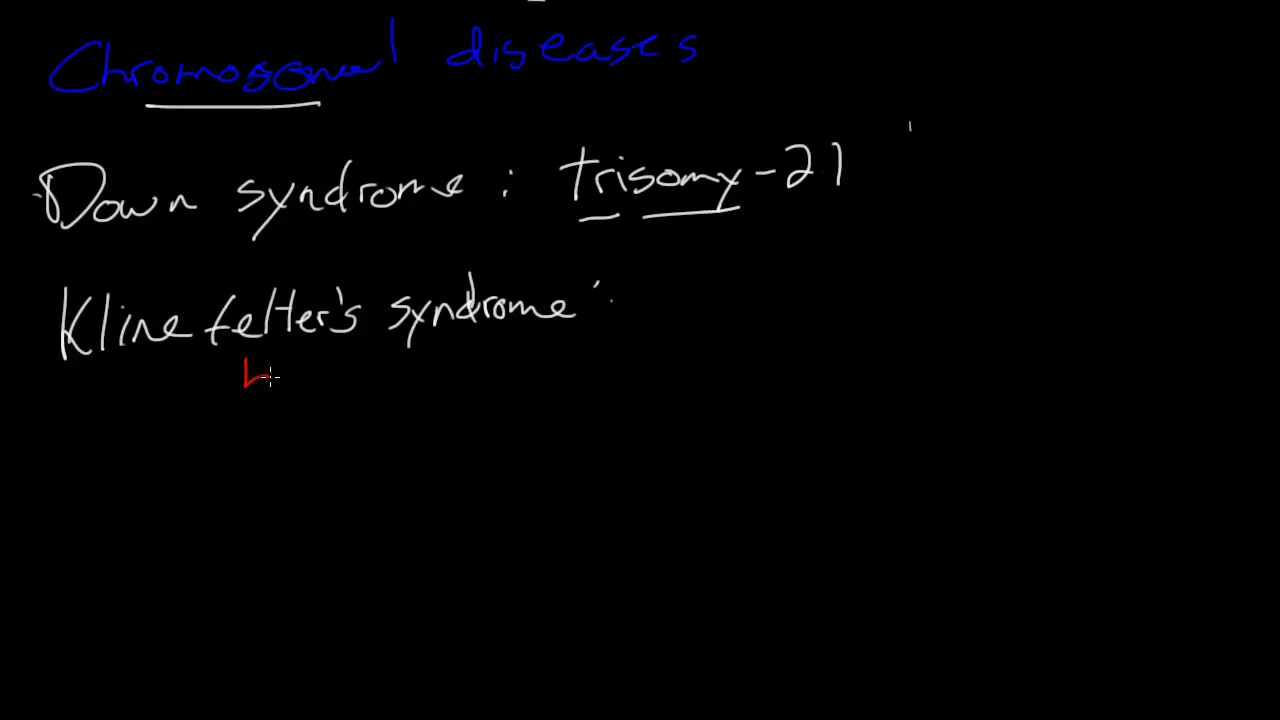 Chromosomal diseases
Down syndrome : trisomy-21
Klinefelter's syndrome :